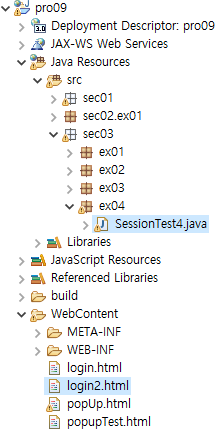 pro09
Deployment Descriptor: pro09
3.0
JAX-WS Web Services
Java Resources
src
sec01
sec02.ex01
sec03
ex01
ex02
ex03
ex04
SessionTest4.java
Libraries
JavaScript Resources
Referenced Libraries
build
WebContent
META-INF
WEB-INF
login.html
login2.html
popUp.html
popupTest.html